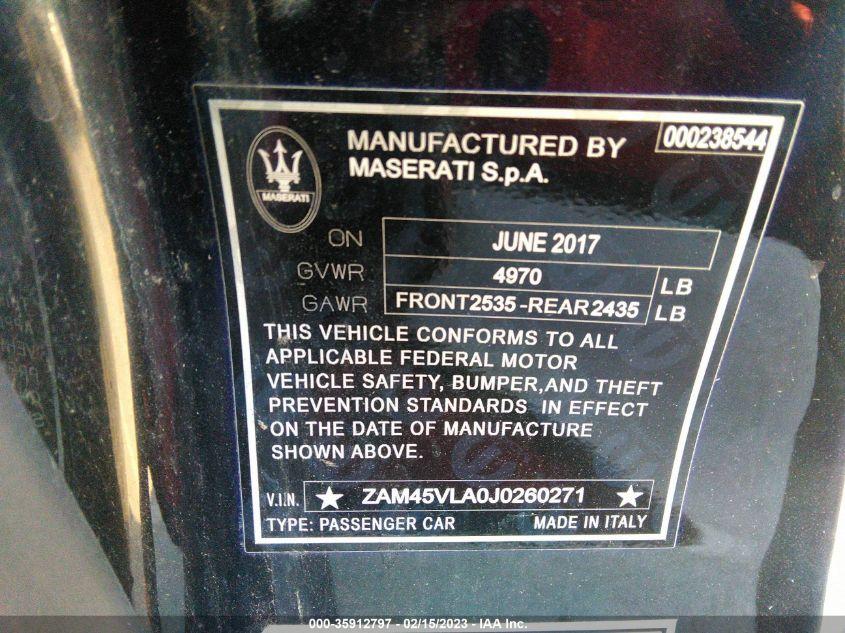 MANUFACTURED BY
000238544
MASERATI S.p.A.
MASERATI
ON JUNE 2017
GVWR 4970 LB
GAWR FRONT2535-REAR2435 LB
THIS VEHICLE CONFORMS TO ALL
APPLICABLE FEDERAL MOTOR
VEHICLE SAFETY, BUMPER,AND THEFT
PREVENTION STANDARDS IN EFFECT
ON THE DATE OF MANUFACTURE
SHOWN ABOVE.
V.I.N. ★ ZAM45VLA0J0260271 ★
TYPE: PASSENGER CAR MADE IN ITALY
000-35912797 - 02/15/2023 - IAA Inc.